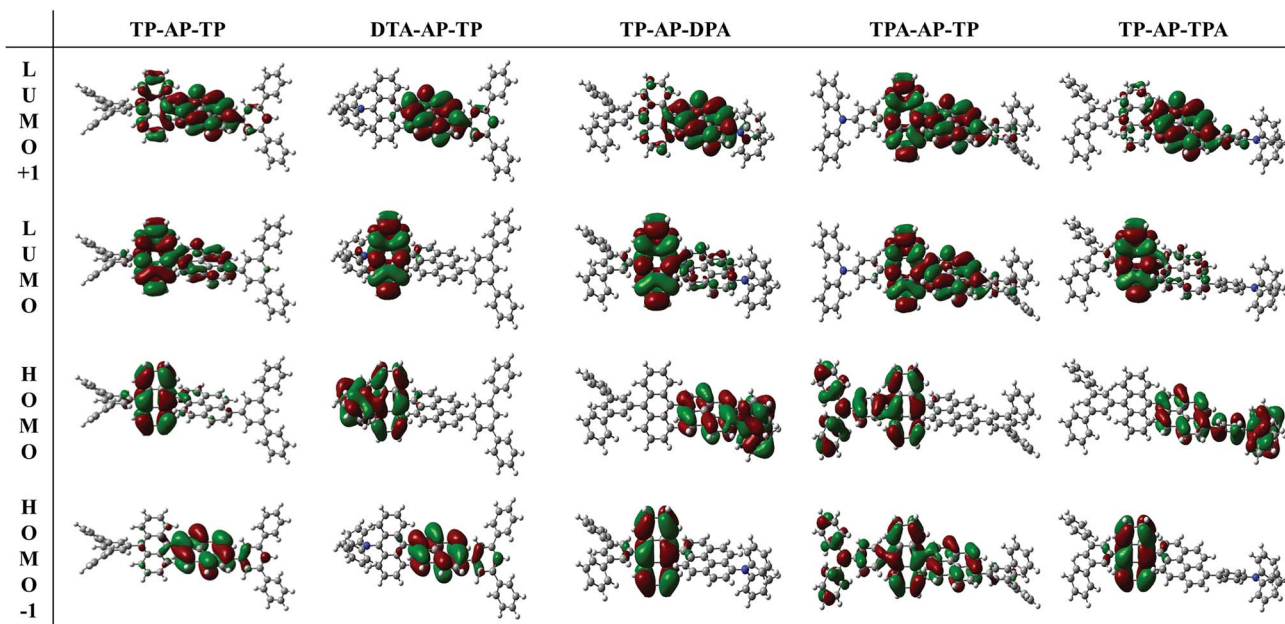 TP-AP-TP DTA-AP-TP TP-AP-DPA TPA-AP-TP TP-AP-TPA
L
U
M
O
+1
L
U
M
O
H
O
M
O
H
O
M
O
-1